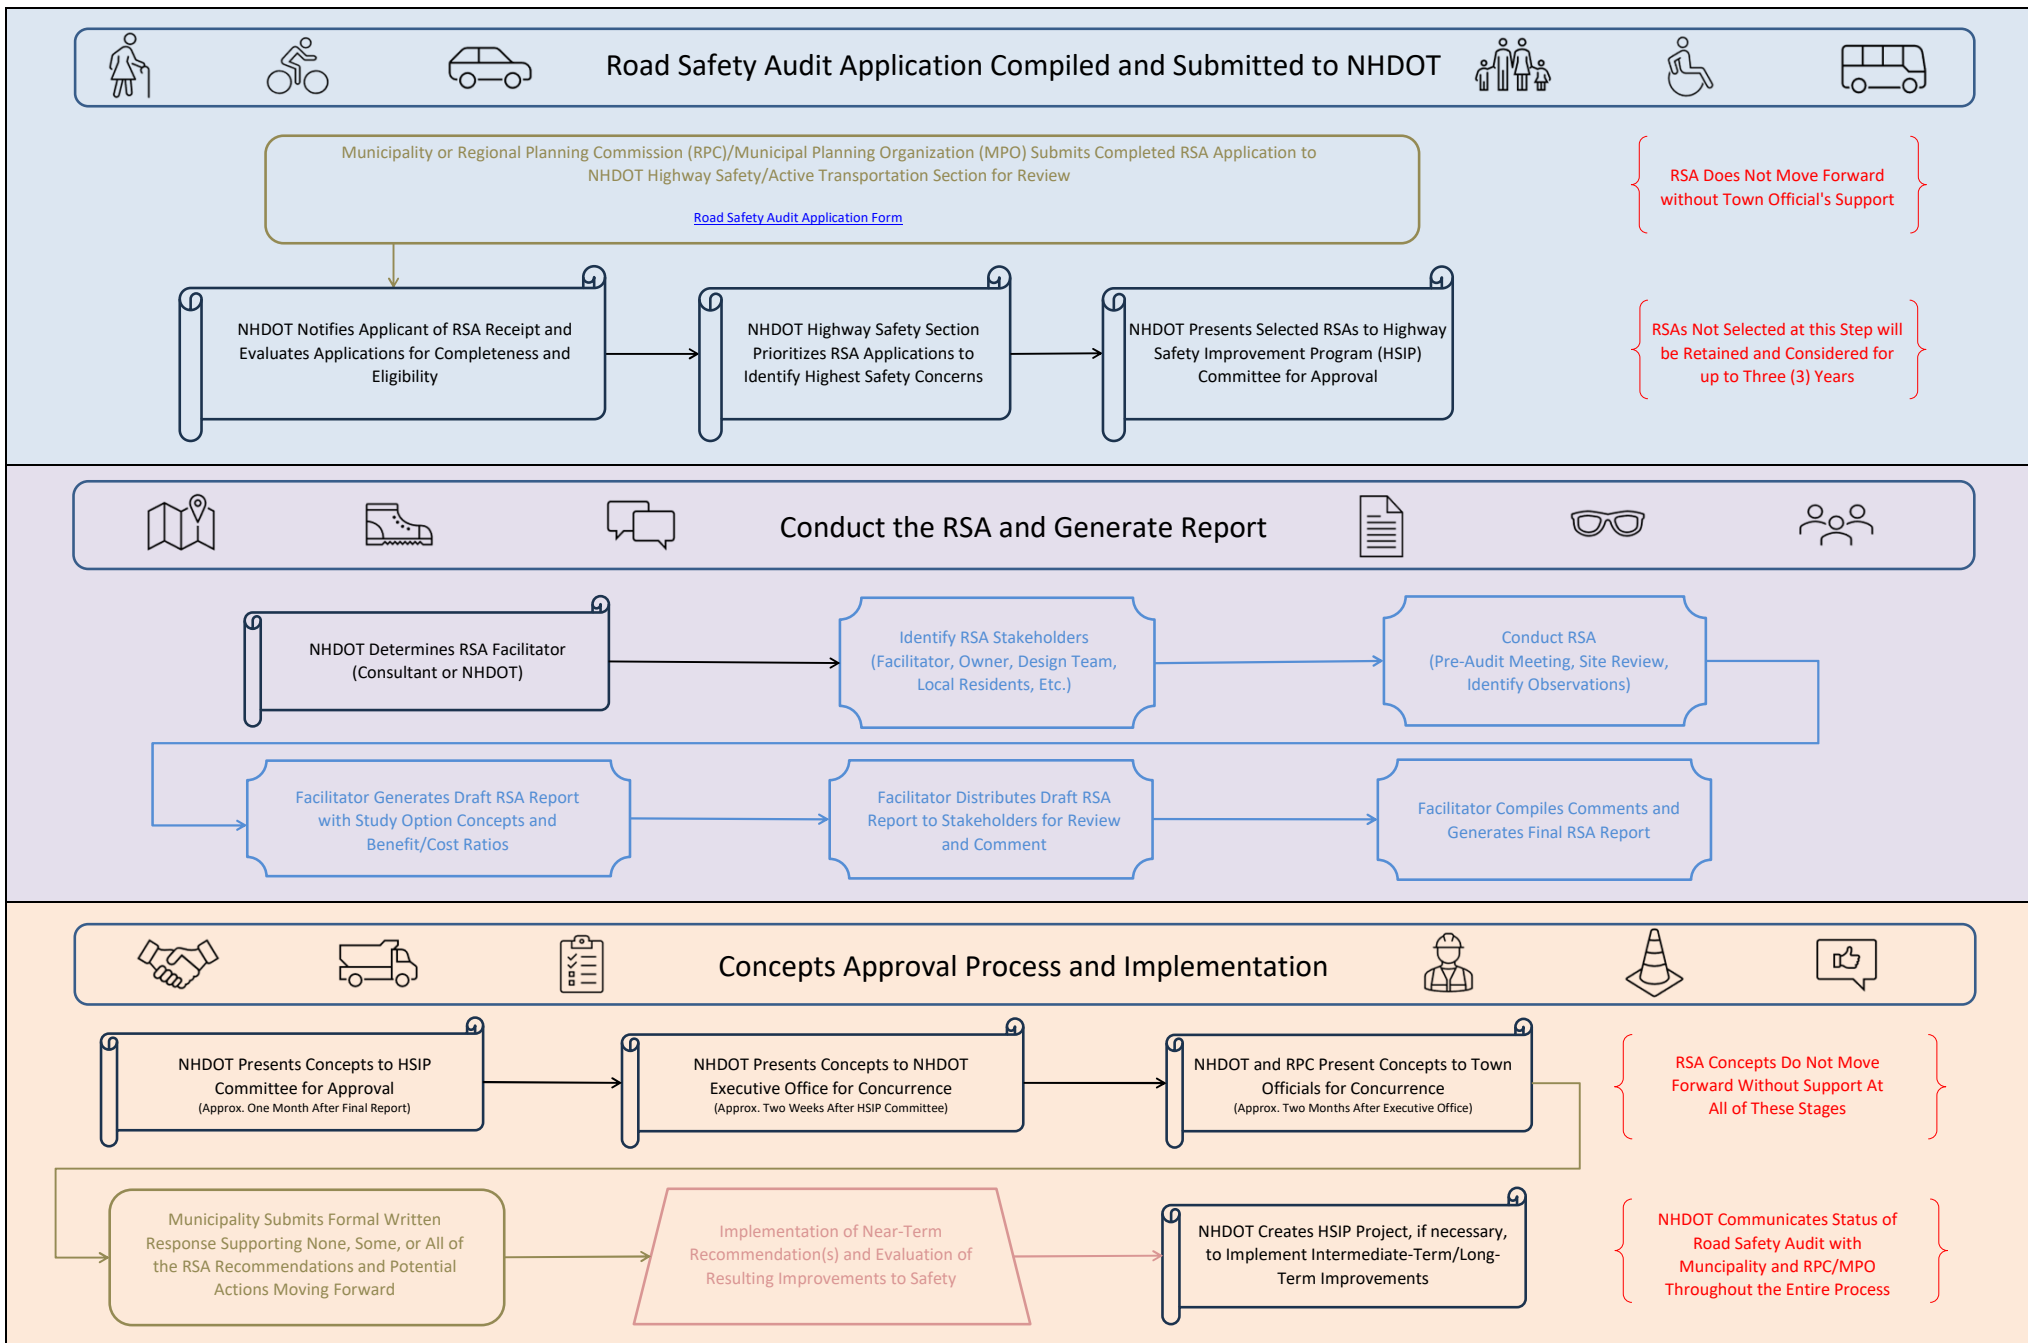 Road Safety Audit Application Compiled and Submitted to NHDOT
Municipality or Regional Planning Commission (RPC)/Municipal Planning Organization (MPO) Submits Completed RSA Application to
NHDOT Highway Safety/Active Transportation Section for Review
Road Safety Audit Application Form
RSA Does Not Move Forward
without Town Official's Support
NHDOT Notifies Applicant of RSA Receipt and
Evaluates Applications for Completeness and
Eligibility
NHDOT Highway Safety Section
Prioritizes RSA Applications to
Identify Highest Safety Concerns
NHDOT Presents Selected RSAs to Highway
Safety Improvement Program (HSIP)
Committee for Approval
RSAs Not Selected at this Step will
be Retained and Considered for
up to Three (3) Years
Conduct the RSA and Generate Report
NHDOT Determines RSA Facilitator
(Consultant or NHDOT)
Identify RSA Stakeholders
(Facilitator, Owner, Design Team,
Local Residents, Etc.)
Conduct RSA
(Pre-Audit Meeting, Site Review,
Identify Observations)
Facilitator Generates Draft RSA Report
with Study Option Concepts and
Benefit/Cost Ratios
Facilitator Distributes Draft RSA
Report to Stakeholders for Review
and Comment
Facilitator Compiles Comments and
Generates Final RSA Report
Concepts Approval Process and Implementation
NHDOT Presents Concepts to HSIP
Committee for Approval
(Approx. One Month After Final Report)
NHDOT Presents Concepts to NHDOT
Executive Office for Concurrence
(Approx. Two Weeks After HSIP Committee)
NHDOT and RPC Present Concepts to Town
Officials for Concurrence
(Approx. Two Months After Executive Office)
RSA Concepts Do Not Move
Forward Without Support At
All of These Stages
Municipality Submits Formal Written
Response Supporting None, Some, or All of
the RSA Recommendations and Potential
Actions Moving Forward
Implementation of Near-Term
Recommendation(s) and Evaluation of
Resulting Improvements to Safety
NHDOT Creates HSIP Project, if necessary,
to Implement Intermediate-Term/Long-
Term Improvements
NHDOT Communicates Status of
Road Safety Audit with
Muncipality and RPC/MPO
Throughout the Entire Process